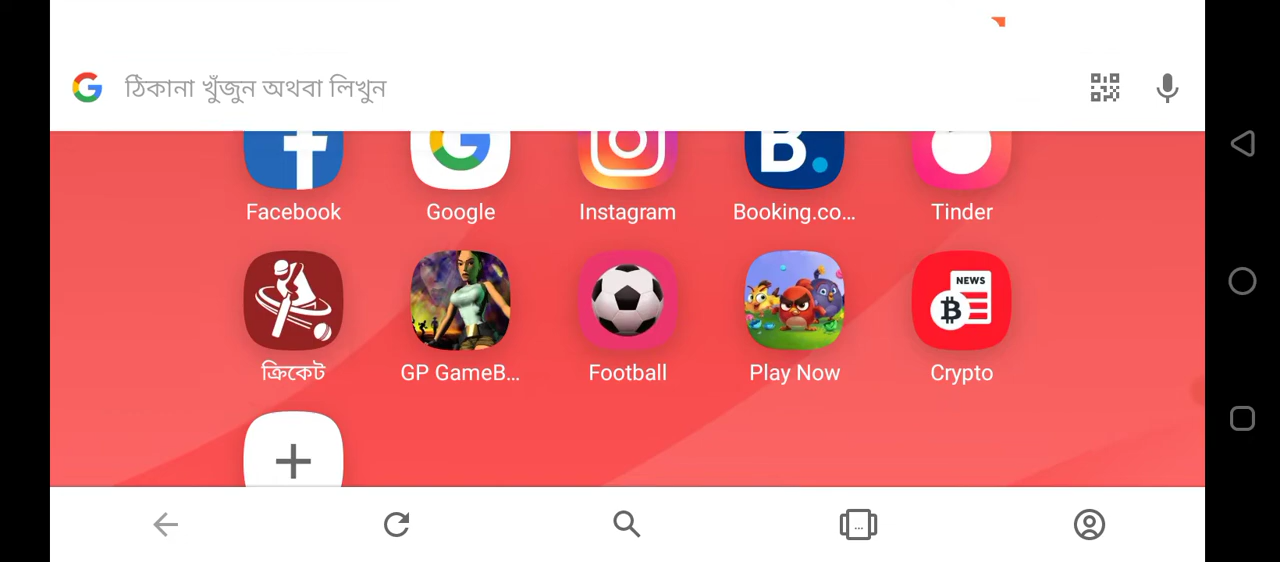 ঠিকানা খুঁজুন অথবা লিখুন
Facebook
Google
Instagram
Booking.co...
Tinder
NEWS
ক্রিকেট
GP GameB...
Football
Play Now
Crypto